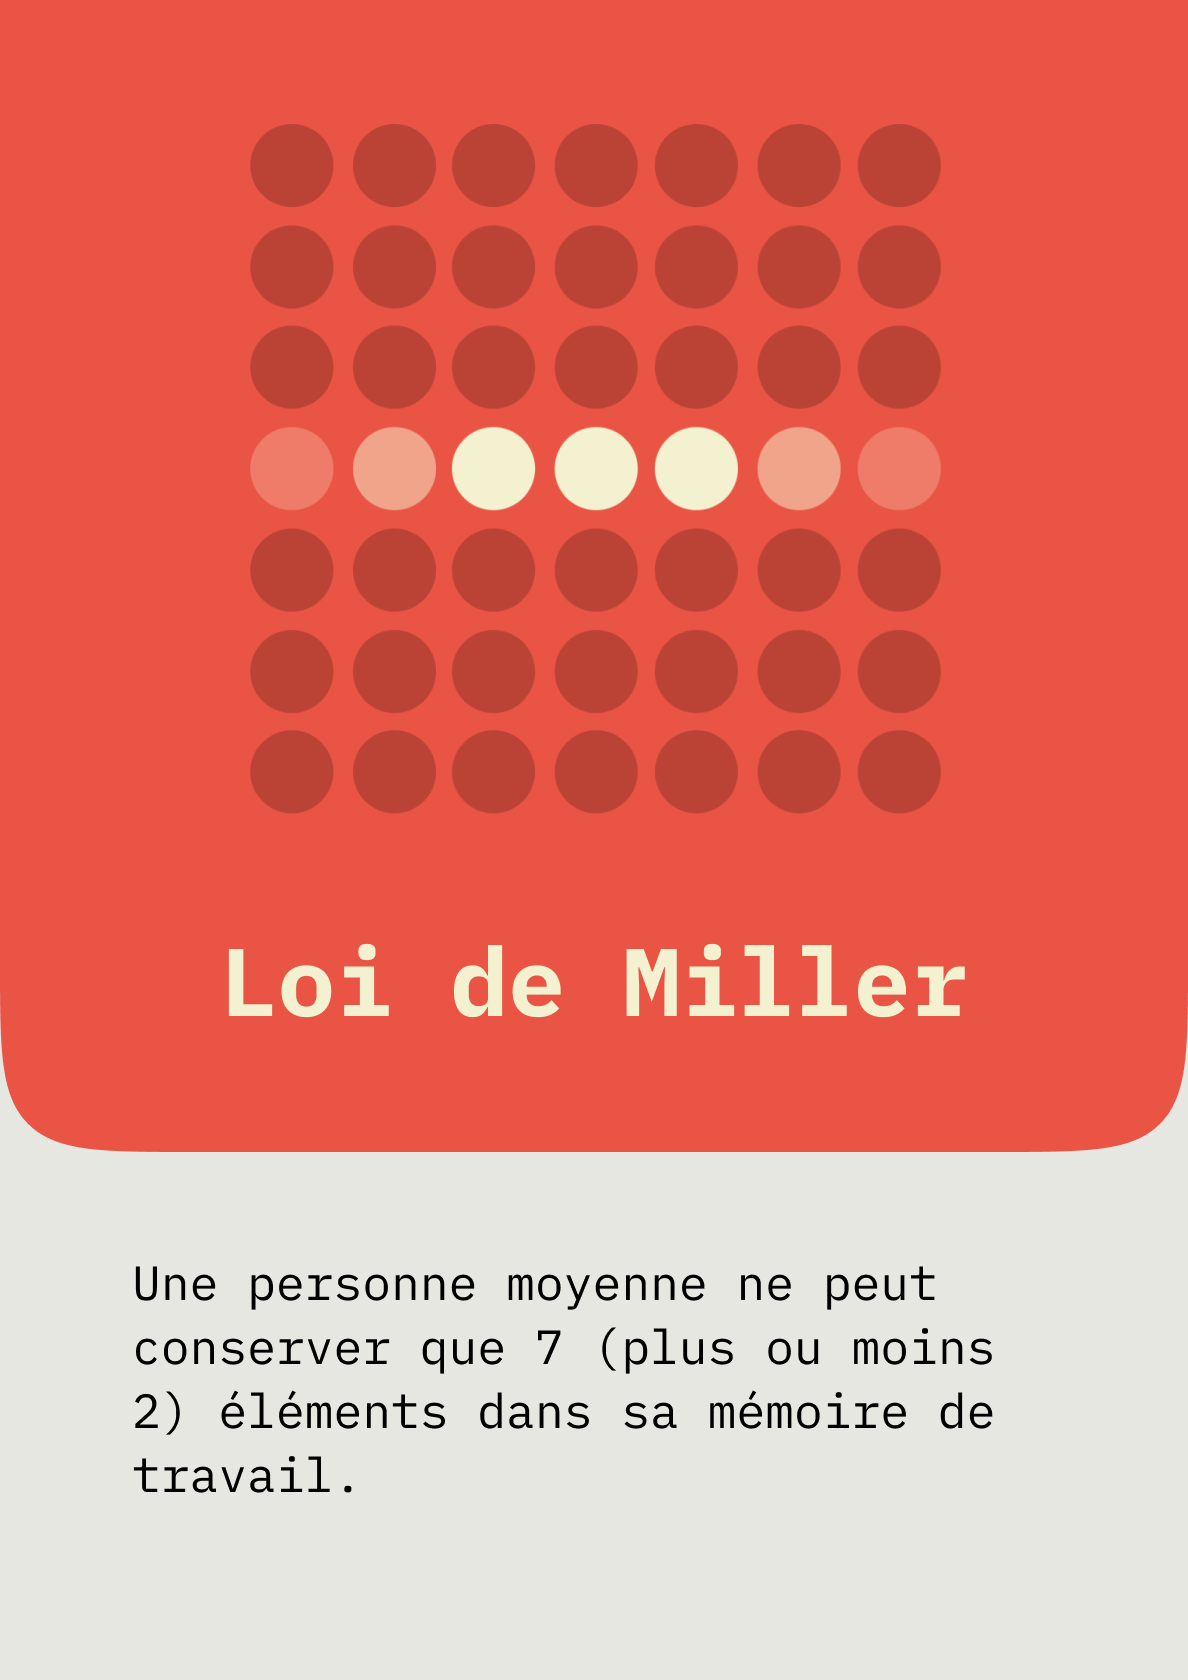 Loi de Miller
Une personne moyenne ne peut
conserver que 7 (plus ou moins
2) éléments dans sa mémoire de
travail.